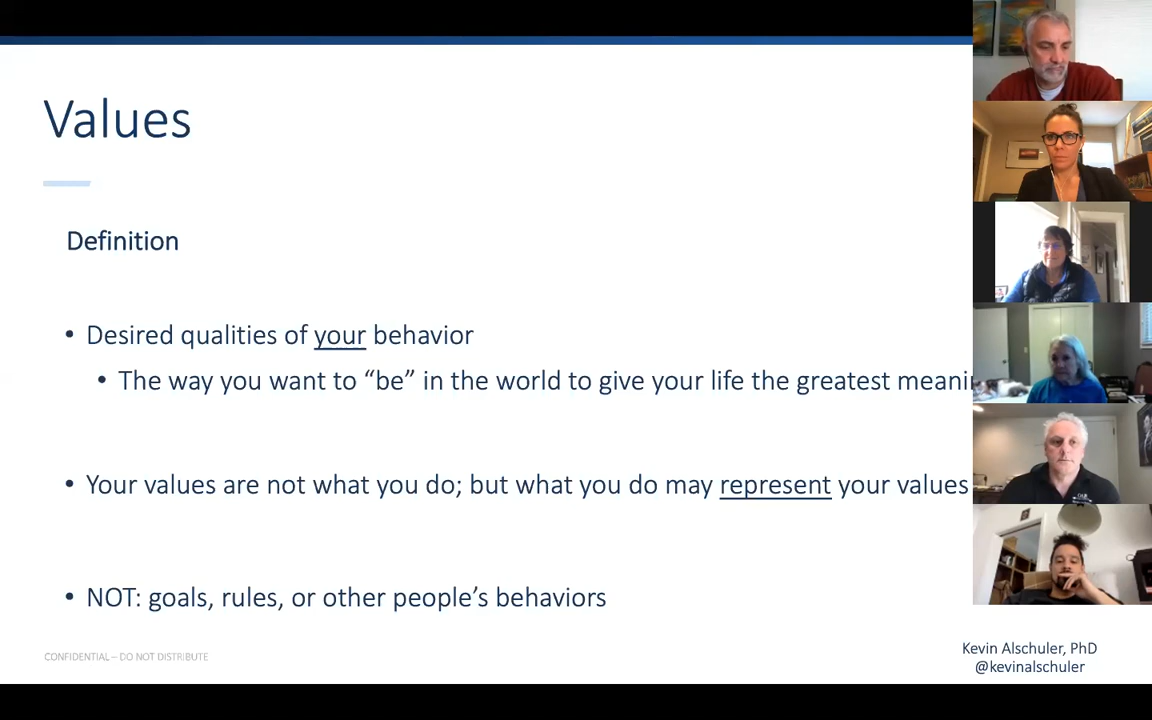 Values
Definition
• Desired qualities of your behavior
• The way you want to “be” in the world to give your life the greatest
• Your values are not what you do; but what you do may represent your values
• NOT: goals, rules, or other people’s behaviors
CONFIDENTIAL – DO NOT DISTRIBUTE
Kevin Alschuler, PhD
@kevinalschuler